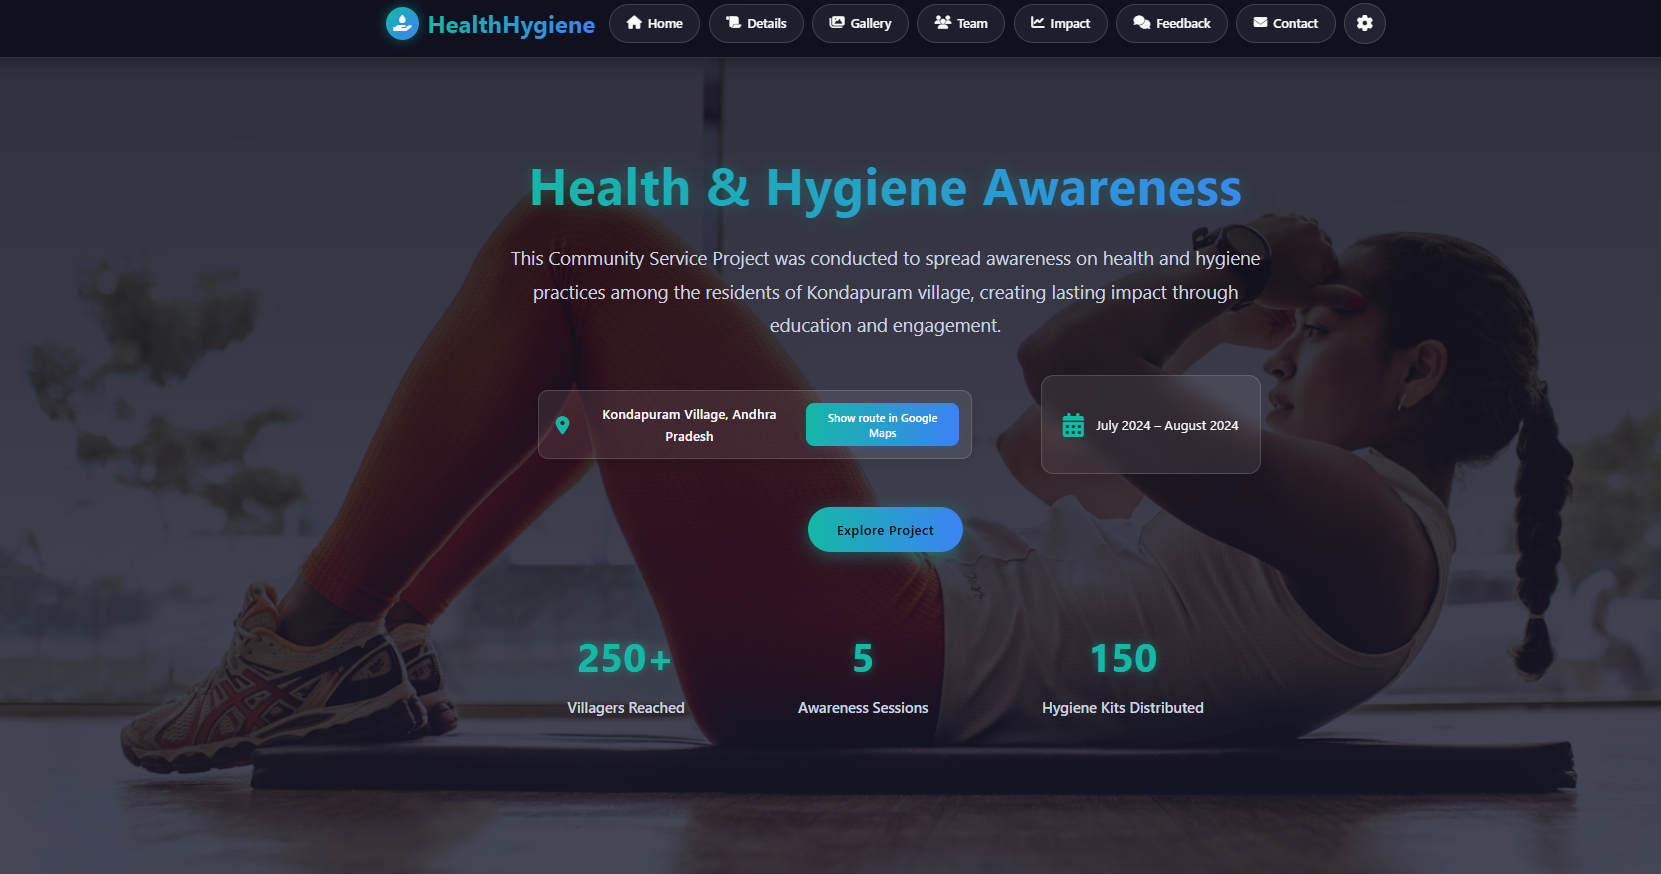 HealthHygiene
Home
Details
Gallery
Team
Impact
Feedback
Contact
Health & Hygiene Awareness
This Community Service Project was conducted to spread awareness on health and hygiene
practices among the residents of Kondapuram village, creating lasting impact through
education and engagement.
Kondapuram Village, Andhra
Pradesh
Show route in Google
Maps
July 2024 – August 2024
Explore Project
250+
Villagers Reached
5
Awareness Sessions
150
Hygiene Kits Distributed